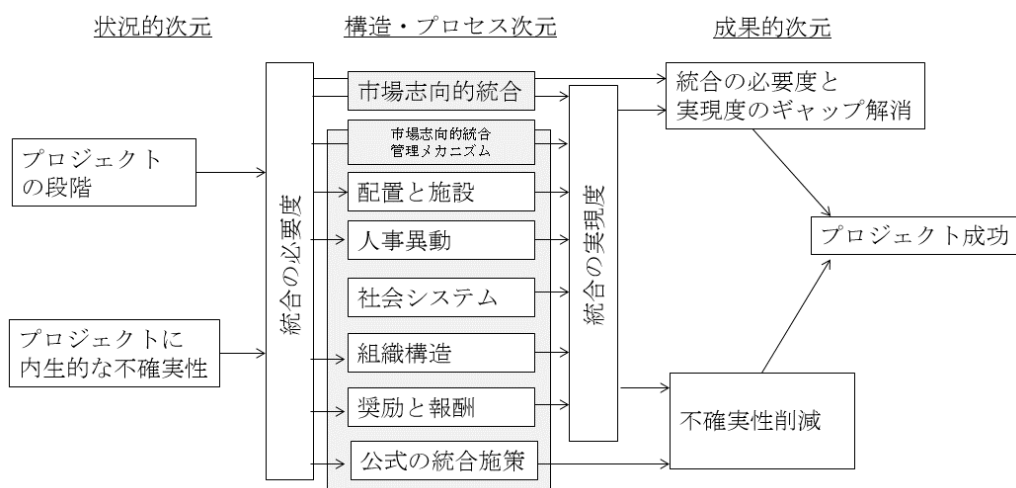 状況的次元
構造・プロセス次元
成果的次元
プロジェクト
の段階
プロジェクトに
内生的な不確実性
統合の必要度
市場志向的統合
市場志向的統合
管理メカニズム
配置と施設
人事異動
社会システム
組織構造
奨励と報酬
公式の統合施策
統合の実現度
統合の必要度と
実現度のギャップ解消
プロジェクト成功
不確実性削減